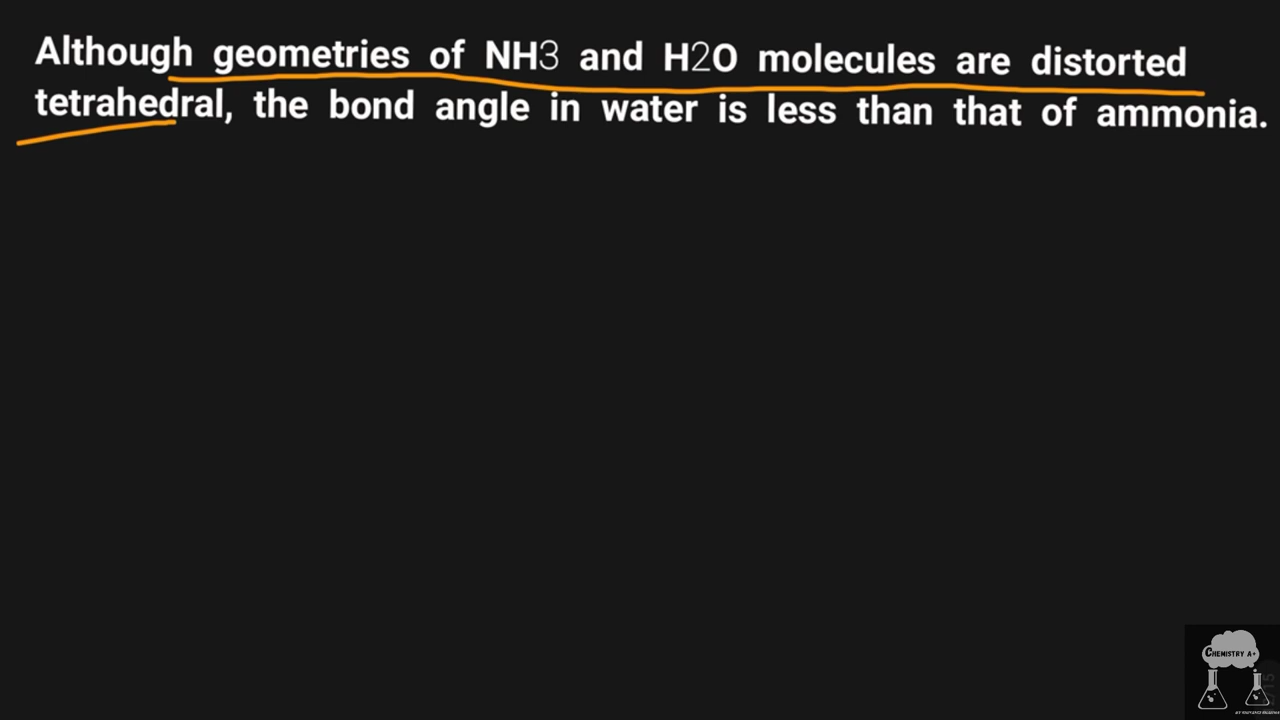 Although geometries of NH3 and H2O molecules are distorted
tetrahedral, the bond angle in water is less than that of ammonia.
CHEMISTRY A+